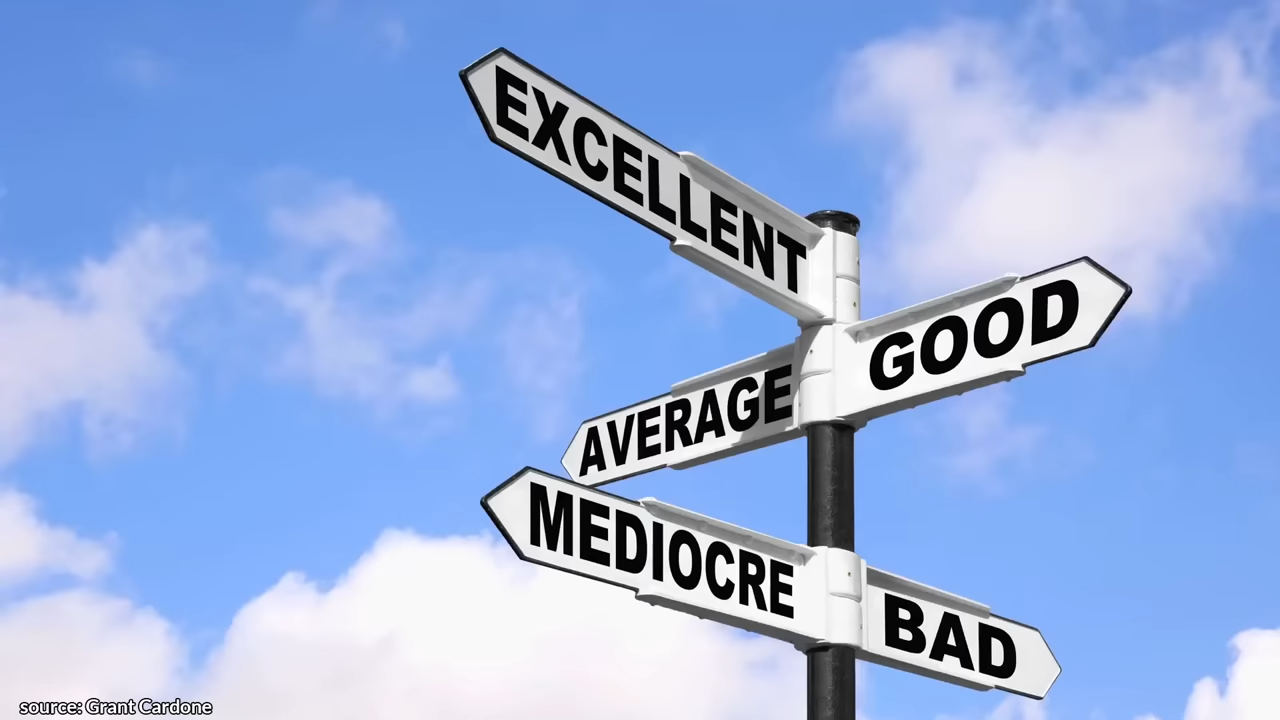 EXCELLENT
GOOD
AVERAGE
MEDIOCRE
BAD
source: Grant Cardone